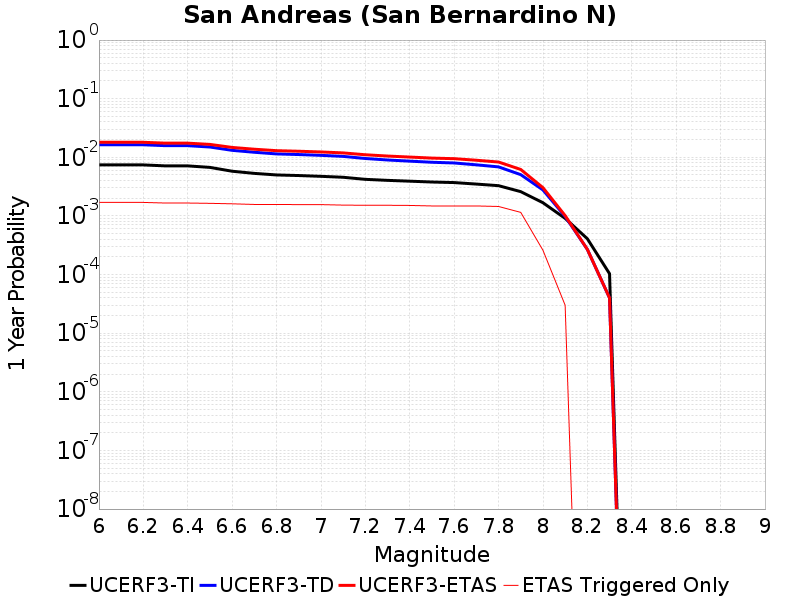 San Andreas (San Bernardino N)
10^0
10^-1
10^-2
10^-3
10^-4
10^-5
10^-6
10^-7
10^-8
1 Year Probability
6 6.2 6.4 6.6 6.8 7 7.2 7.4 7.6 7.8 8 8.2 8.4 8.6 8.8 9
Magnitude
UCERF3-TI UCERF3-TD UCERF3-ETAS ETAS Triggered Only